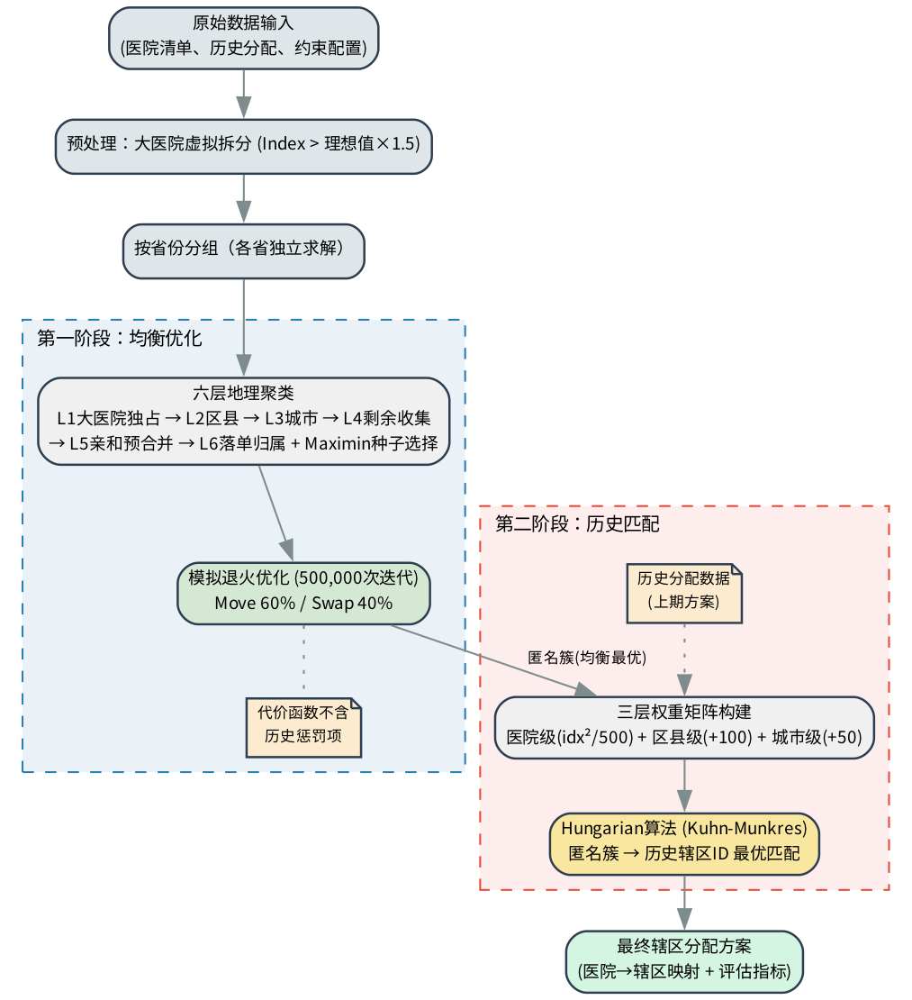 原始数据输入
(医院清单、历史分配、约束配置)
预处理：大医院虚拟拆分 (Index > 理想值×1.5)
按省份分组（各省独立求解）
第一阶段：均衡优化
六层地理聚类
L1大医院独占 → L2区县 → L3城市 → L4剩余收集
→ L5亲和预合并 → L6落单归属 + Maximin种子选择
模拟退火优化 (500,000次迭代)
Move 60% / Swap 40%
代价函数不含
历史惩罚项
第二阶段：历史匹配
历史分配数据
(上期方案)
匿名簇(均衡最优)
三层权重矩阵构建
医院级(idx²/500) + 区县级(+100) + 城市级(+50)
Hungarian算法 (Kuhn-Munkres)
匿名簇 → 历史辖区ID 最优匹配
最终辖区分配方案
(医院→辖区映射 + 评估指标)